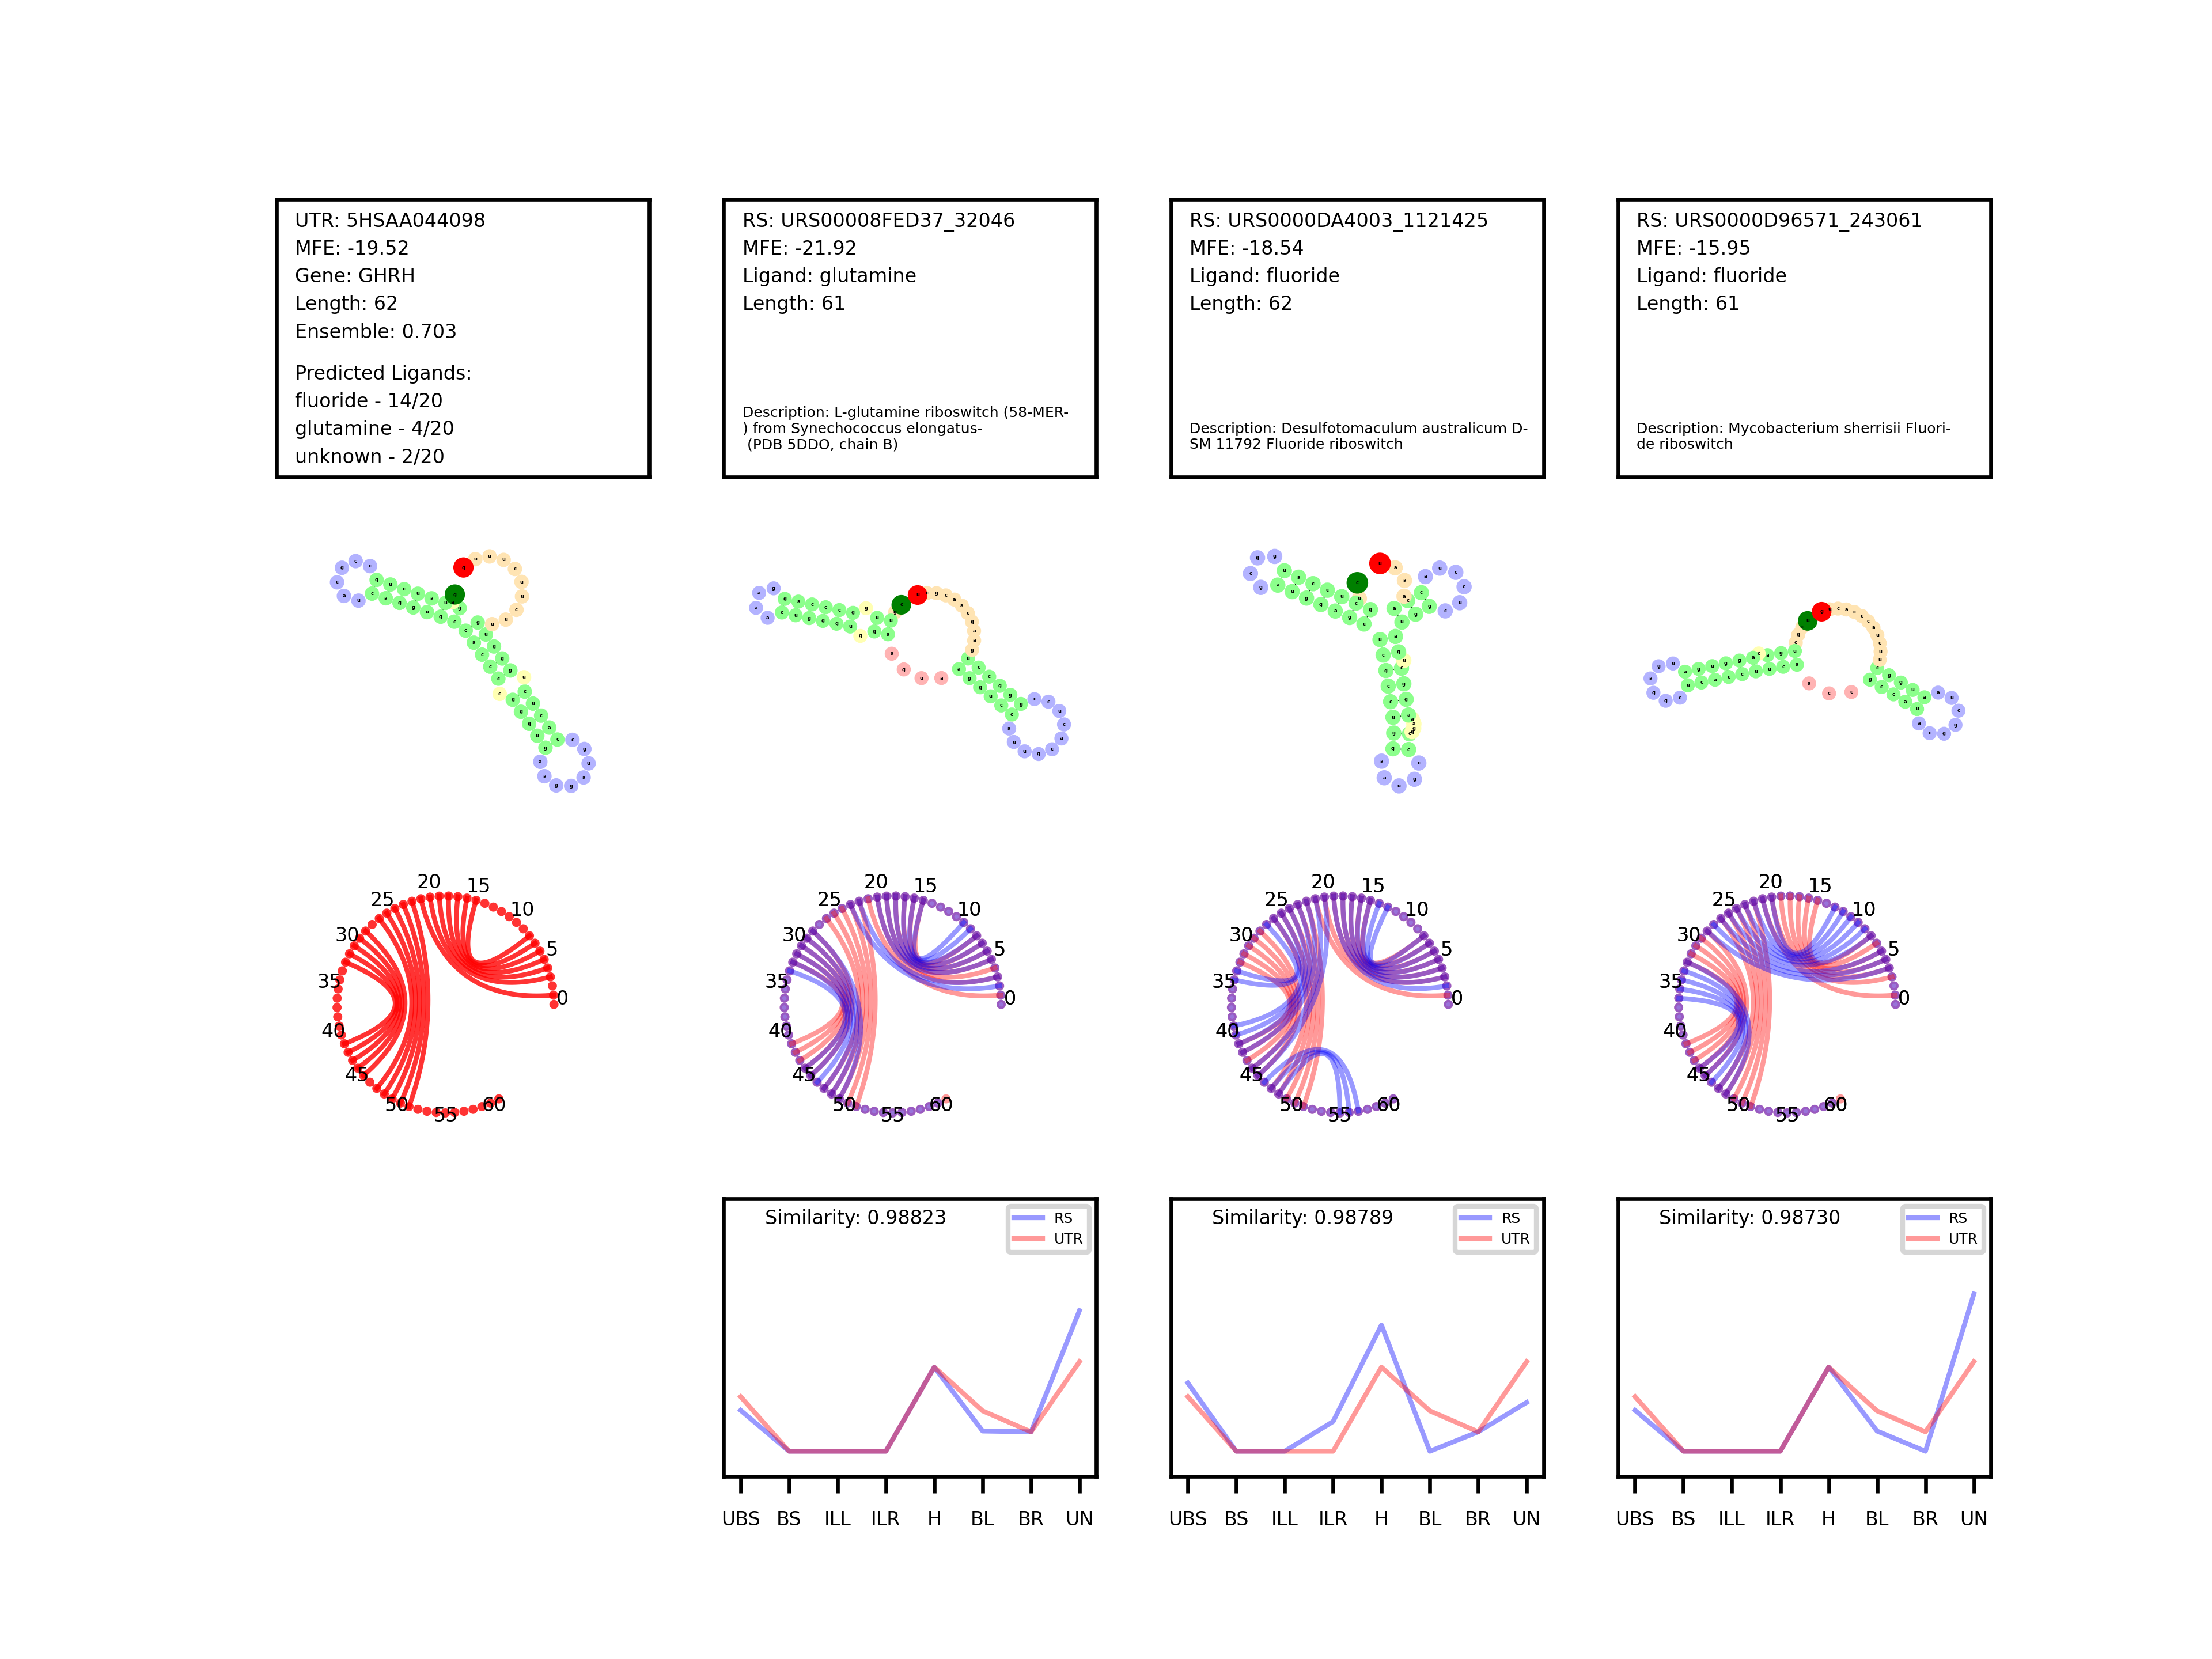 UTR: 5HSAA044098
MFE: -19.52
Gene: GHRH
Length: 62
Ensemble: 0.703
Predicted Ligands:
fluoride - 14/20
glutamine - 4/20
unknown - 2/20
RS: URS00008FED37_32046
MFE: -21.92
Ligand: glutamine
Length: 61
Description: L-glutamine riboswitch (58-MER-
) from Synechococcus elongatus-
(PDB 5DDO, chain B)
RS: URS0000DA4003_1121425
MFE: -18.54
Ligand: fluoride
Length: 62
Description: Desulfotomaculum australicum D-
SM 11792 Fluoride riboswitch
RS: URS0000D96571_243061
MFE: -15.95
Ligand: fluoride
Length: 61
Description: Mycobacterium sherrisii Fluori-
de riboswitch
0 5 10 15 20 25 30 35 40 45 50 55 60
0 5 10 15 20 25 30 35 40 45 50 55 60
0 5 10 15 20 25 30 35 40 45 50 55 60
0 5 10 15 20 25 30 35 40 45 50 55 60
Similarity: 0.98823
RS
UTR
UBS BS ILL ILR H BL BR UN
Similarity: 0.98789
RS
UTR
UBS BS ILL ILR H BL BR UN
Similarity: 0.98730
RS
UTR
UBS BS ILL ILR H BL BR UN